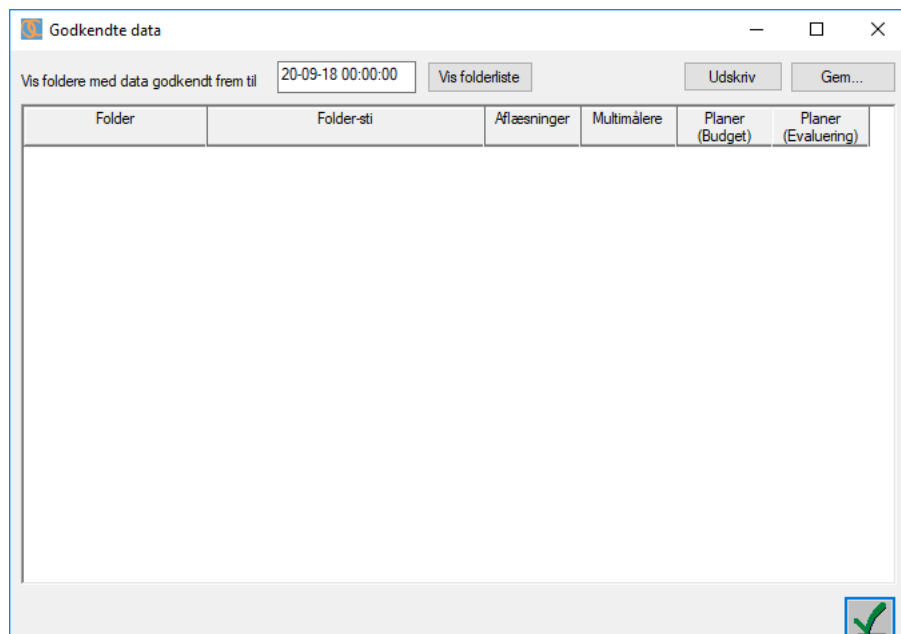 Godkendte data
Vis foldere med data godkendt frem til 20-09-18 00:00:00 Vis folderliste Udskriv Gem...
Folder Folder-sti Aflæsninger Multimålere Planer (Budget) Planer (Evaluering)